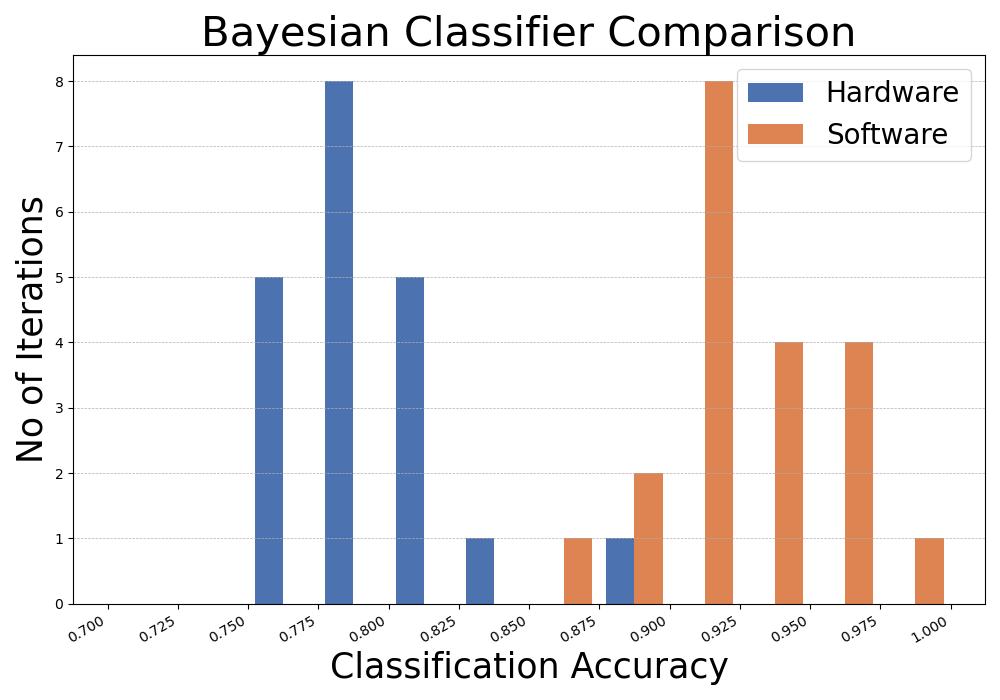 Bayesian Classifier Comparison
Hardware
Software
No of Iterations
8
7
6
5
4
3
2
1
0
0.700 0.725 0.750 0.775 0.800 0.825 0.850 0.875 0.900 0.925 0.950 0.975 1.000
Classification Accuracy